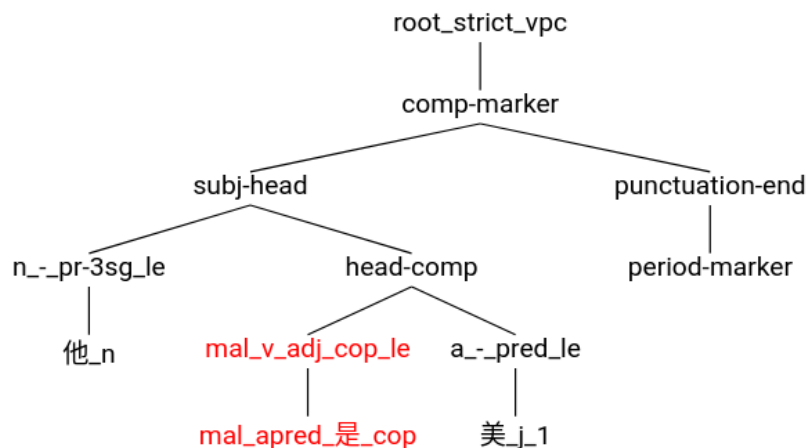 root_strict_vpc
comp-marker
subj-head punctuation-end
n_-_pr-3sg_le head-comp period-marker
他_n mal_v_adj_cop_le a_-_pred_le
mal_apred_是_cop 美_j_1